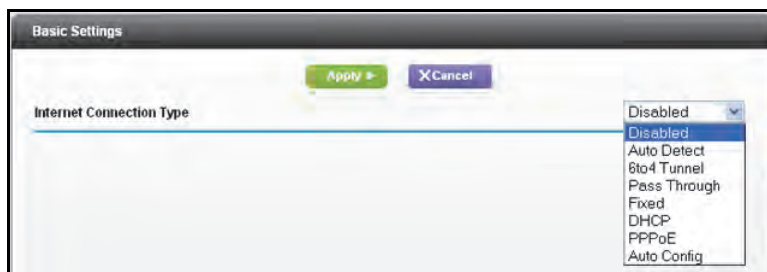 Basic Settings
Apply
Cancel
Internet Connection Type
Disabled
Disabled
Auto Detect
6to4 Tunnel
Pass Through
Fixed
DHCP
PPPoE
Auto Config